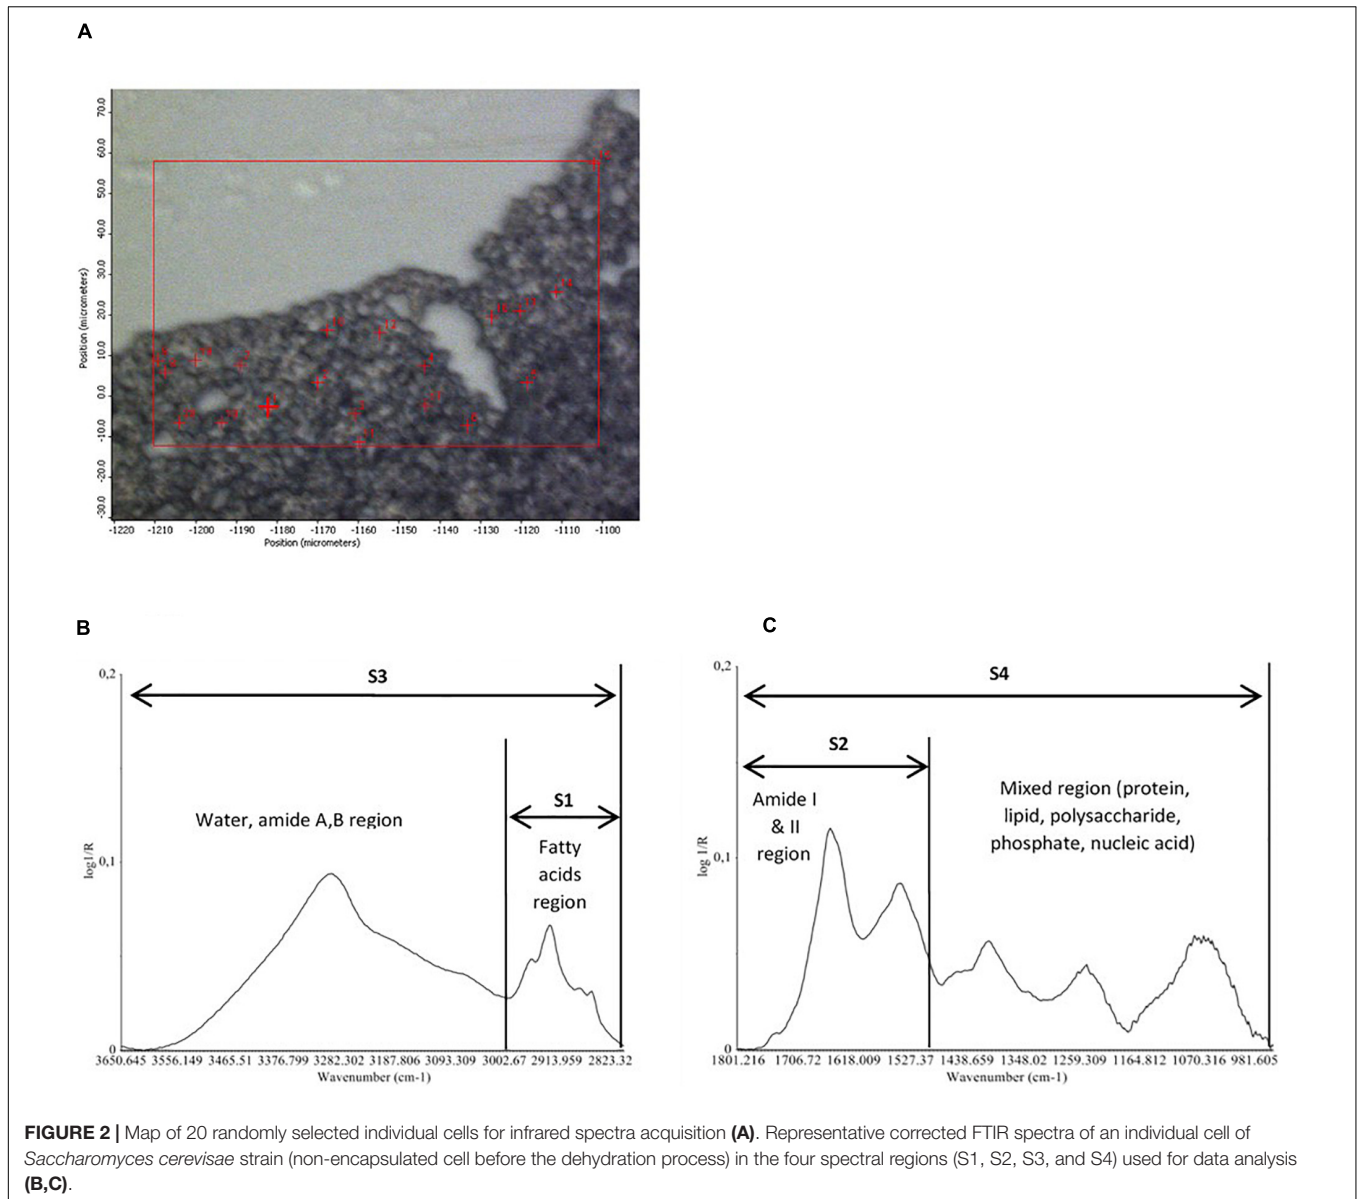 A
70.0
60.0
50.0
40.0
30.0
20.0
10.0
0.0
-10.0
-20.0
-30.0
Position (micrometers)
-1220 -1210 -1200 -1190 -1180 -1170 -1160 -1150 -1140 -1130 -1120 -1110 -1100
Position (micrometers)
B
0,2
S3
Water, amide A,B region
S1
Fatty
acids
region
log1/R
0,1
0
3650.645 3556.149 3465.51 3376.799 3282.302 3187.806 3093.309 3002.67 2913.959 2823.32
Wavenumber (cm-1)
C
0,2
S4
S2
Amide I
& II
region
Mixed region (protein,
lipid, polysaccharide,
phosphate, nucleic acid)
log 1/R
0,1
0
1801.216 1706.72 1618.009 1527.37 1438.659 1348.02 1259.309 1164.812 1070.316 981.605
Wavenumber (cm-1)
FIGURE 2 | Map of 20 randomly selected individual cells for infrared spectra acquisition (A). Representative corrected FTIR spectra of an individual cell of
Saccharomyces cerevisae strain (non-encapsulated cell before the dehydration process) in the four spectral regions (S1, S2, S3, and S4) used for data analysis
(B,C).